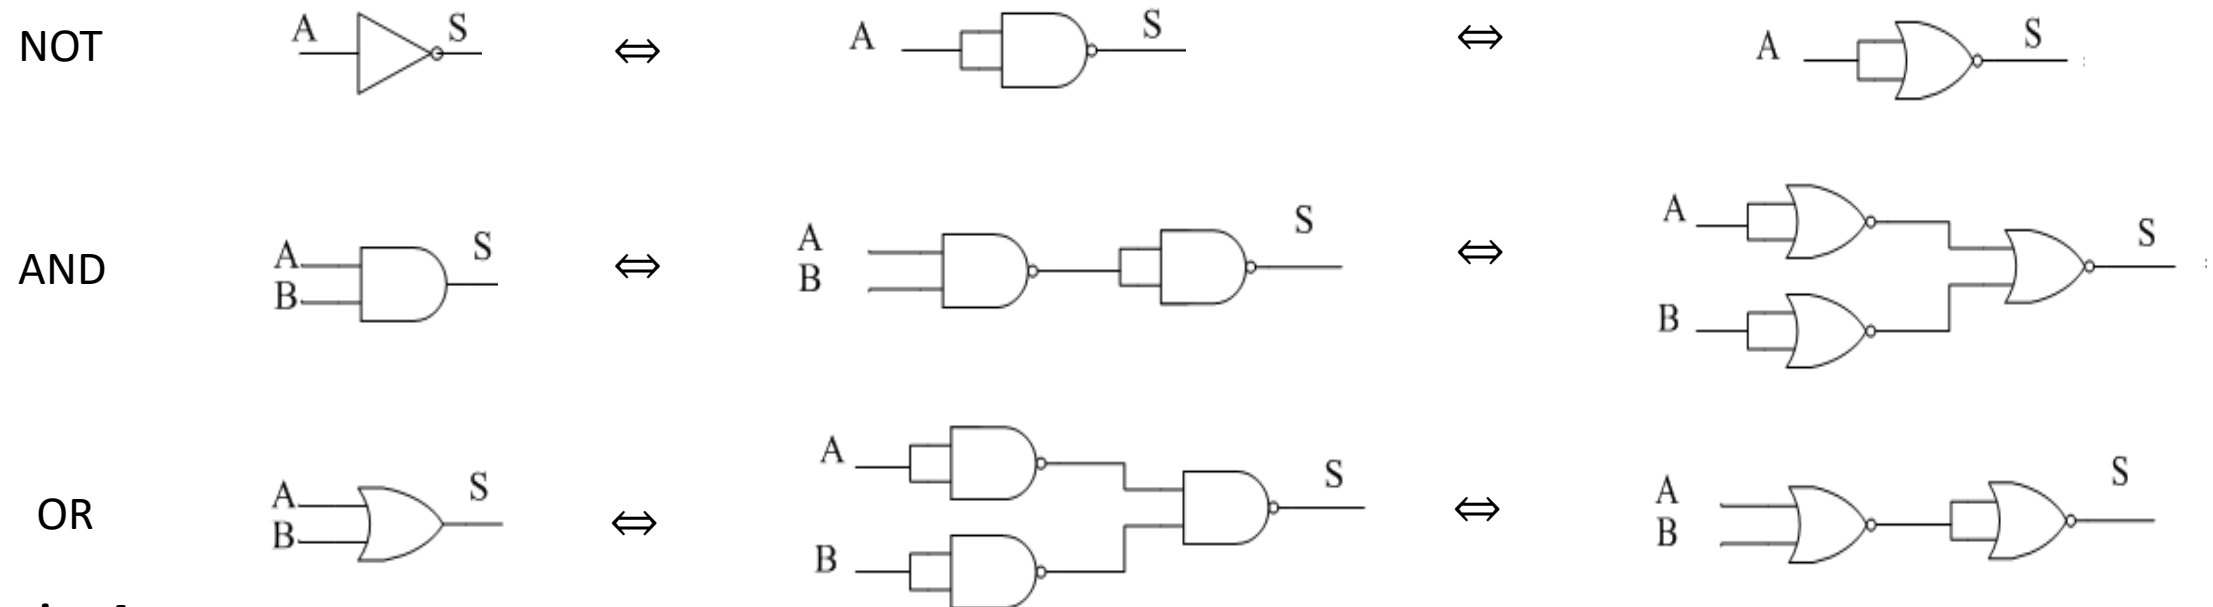 NOT A S ⇔ A S ⇔ A S
AND A B S ⇔ A B S ⇔ A B S
OR A B S ⇔ A B S ⇔ A B S